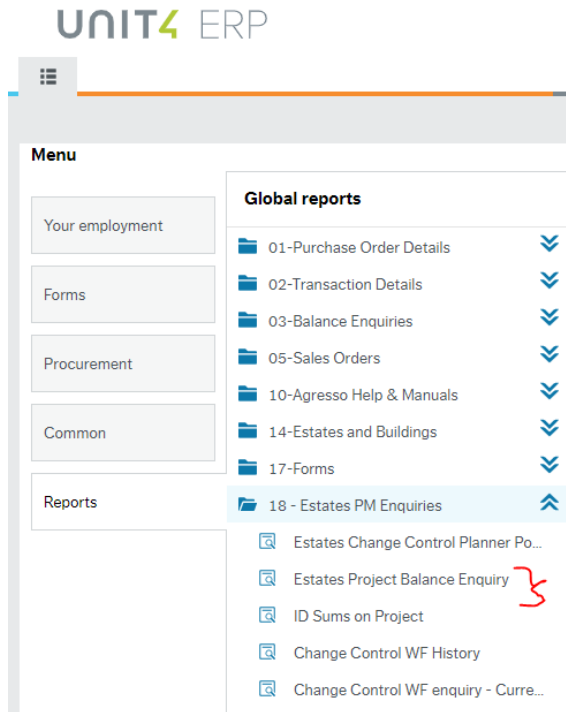 UNIT4 ERP
Menu
Global reports
Your employment
Forms
Procurement
Common
Reports
01-Purchase Order Details
02-Transaction Details
03-Balance Enquiries
05-Sales Orders
10-Agresso Help & Manuals
14-Estates and Buildings
17-Forms
18 - Estates PM Enquiries
Estates Change Control Planner Po...
Estates Project Balance Enquiry
ID Sums on Project
Change Control WF History
Change Control WF enquiry - Curre...